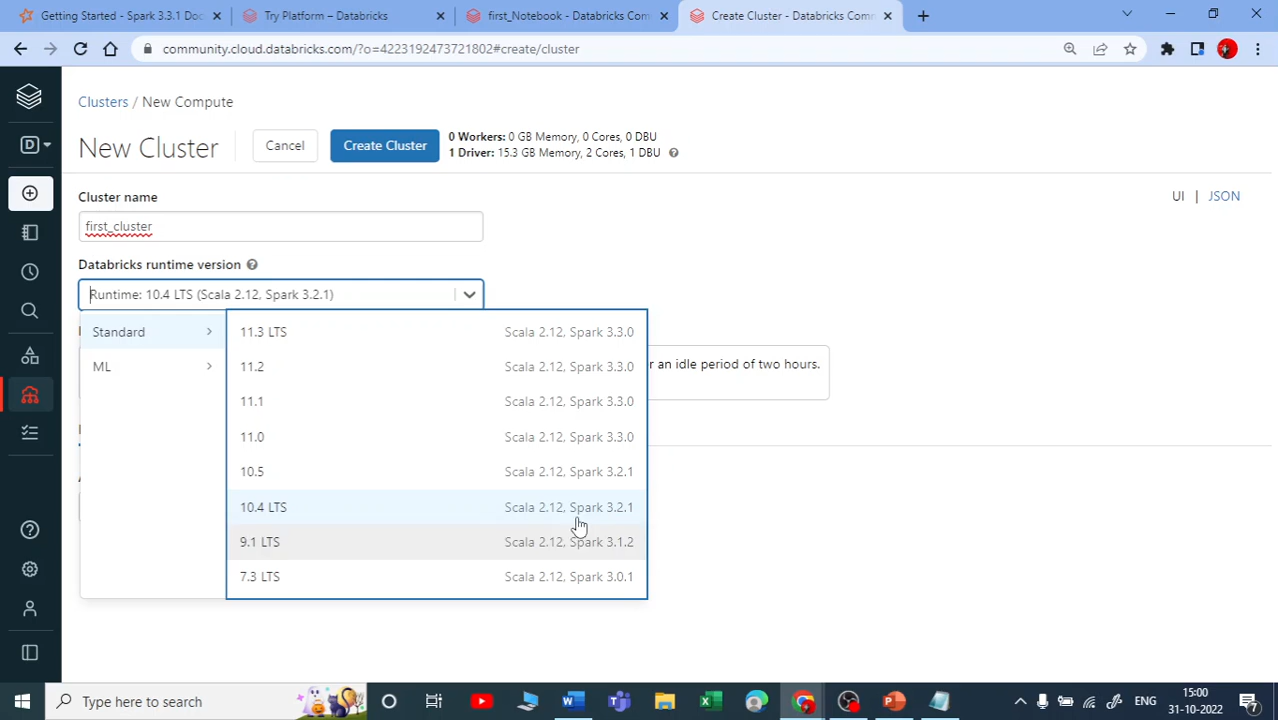 Getting Started - Spark 3.3.1 Doc
Try Platform – Databricks
first_Notebook - Databricks Comm
Create Cluster - Databricks Comm
community.cloud.databricks.com/?o=4223192473721802#create/cluster
Clusters / New Compute
New Cluster
Cancel
Create Cluster
0 Workers: 0 GB Memory, 0 Cores, 0 DBU
1 Driver: 15.3 GB Memory, 2 Cores, 1 DBU ?
D
Cluster name
UI | JSON
first_cluster
Databricks runtime version ?
Runtime: 10.4 LTS (Scala 2.12, Spark 3.2.1)
Standard
ML
11.3 LTS Scala 2.12, Spark 3.3.0
11.2 Scala 2.12, Spark 3.3.0
r an idle period of two hours.
11.1 Scala 2.12, Spark 3.3.0
11.0 Scala 2.12, Spark 3.3.0
10.5 Scala 2.12, Spark 3.2.1
10.4 LTS Scala 2.12, Spark 3.2.1
9.1 LTS Scala 2.12, Spark 3.1.2
7.3 LTS Scala 2.12, Spark 3.0.1
Type here to search
ENG
15:00
31-10-2022
7